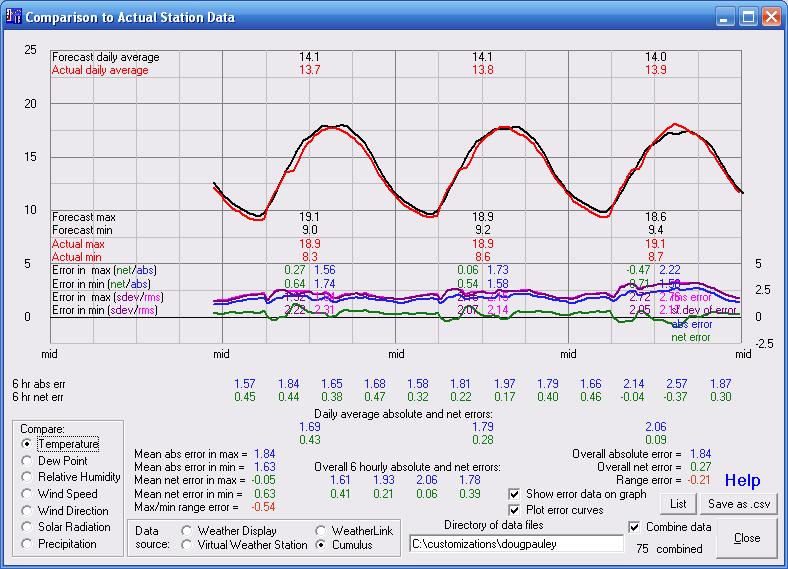 Comparison to Actual Station Data
25
Forecast daily average 14.1 14.1 14.0
Actual daily average 13.7 13.8 13.9
20
15
10
Forecast max 19.1 18.9 18.6
Forecast min 9.0 9.2 9.4
Actual max 18.9 18.9 19.1
Actual min 8.3 8.6 8.7
5 5
Error in max (net/abs) 0.27 1.56 0.06 1.73 -0.47 2.22
Error in min (net/abs) 0.64 1.74 0.54 1.58
2.5
Error in max (sdev/rms) 2.72 rms error
Error in min (sdev/rms) 2.22 2.31 2.07 2.14 2.05 st dev of error
0 0
abs error
net error
-2.5
mid mid mid mid mid
6 hr abs err 1.57 1.84 1.65 1.68 1.58 1.81 1.97 1.79 1.66 2.14 2.57 1.87
6 hr net err 0.45 0.44 0.38 0.47 0.32 0.22 0.17 0.40 0.46 -0.04 -0.37 0.30
Daily average absolute and net errors:
1.69 1.79 2.06
0.43 0.28 0.09
Compare:
Temperature
Dew Point
Relative Humidity
Wind Speed
Wind Direction
Solar Radiation
Precipitation
Mean abs error in max = 1.84
Mean abs error in min = 1.63
Mean net error in max = -0.05
Mean net error in min = 0.63
Max/min range error = -0.54
Overall 6 hourly absolute and net errors:
1.61 1.93 2.06 1.78
0.41 0.21 0.06 0.39
Overall absolute error = 1.84
Overall net error = 0.27
Range error = -0.21
Help
Show error data on graph
Plot error curves
List
Save as .csv
Data source:
Weather Display
WeatherLink
Virtual Weather Station
Cumulus
Directory of data files
C:\customizations\dougpauley
Combine data
75 combined
Close